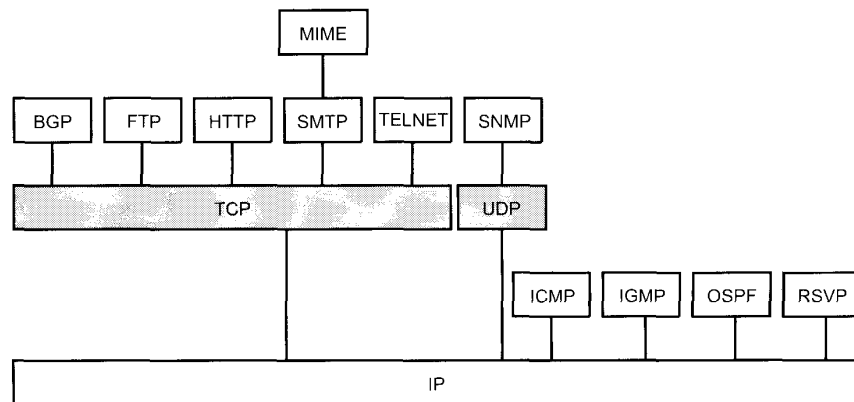 MIME
BGP FTP HTTP SMTP TELNET SNMP
TCP UDP
ICMP IGMP OSPF RSVP
IP